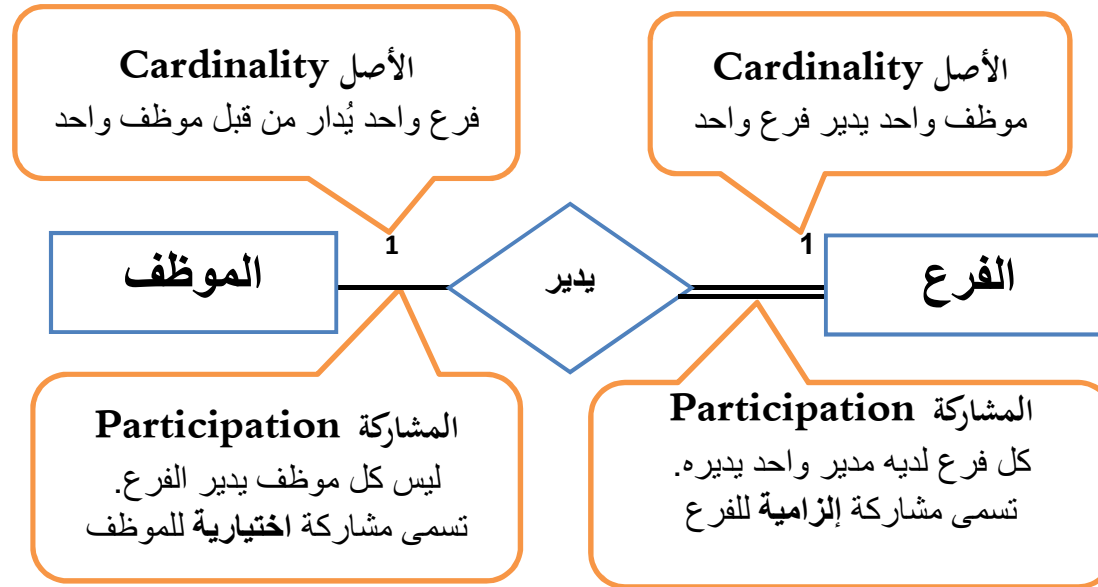 الأصل Cardinality
موظف واحد يدير فرع واحد
الأصل Cardinality
فرع واحد يُدار من قبل موظف واحد
1
1
الفرع
يدير
الموظف
المشاركة Participation
كل فرع لديه مدير واحد يديره.
تسمى مشاركة إلزامية للفرع
المشاركة Participation
ليس كل موظف يدير الفرع.
تسمى مشاركة اختيارية للموظف